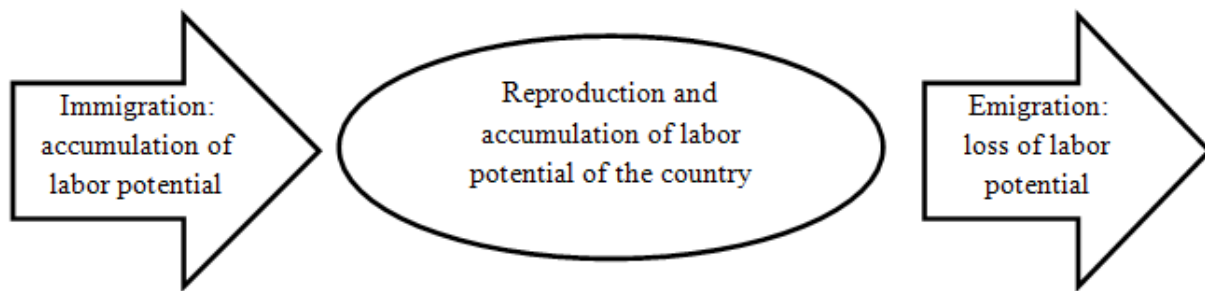 Immigration:
accumulation of
labor potential
Reproduction and
accumulation of labor
potential of the country
Emigration:
loss of labor
potential